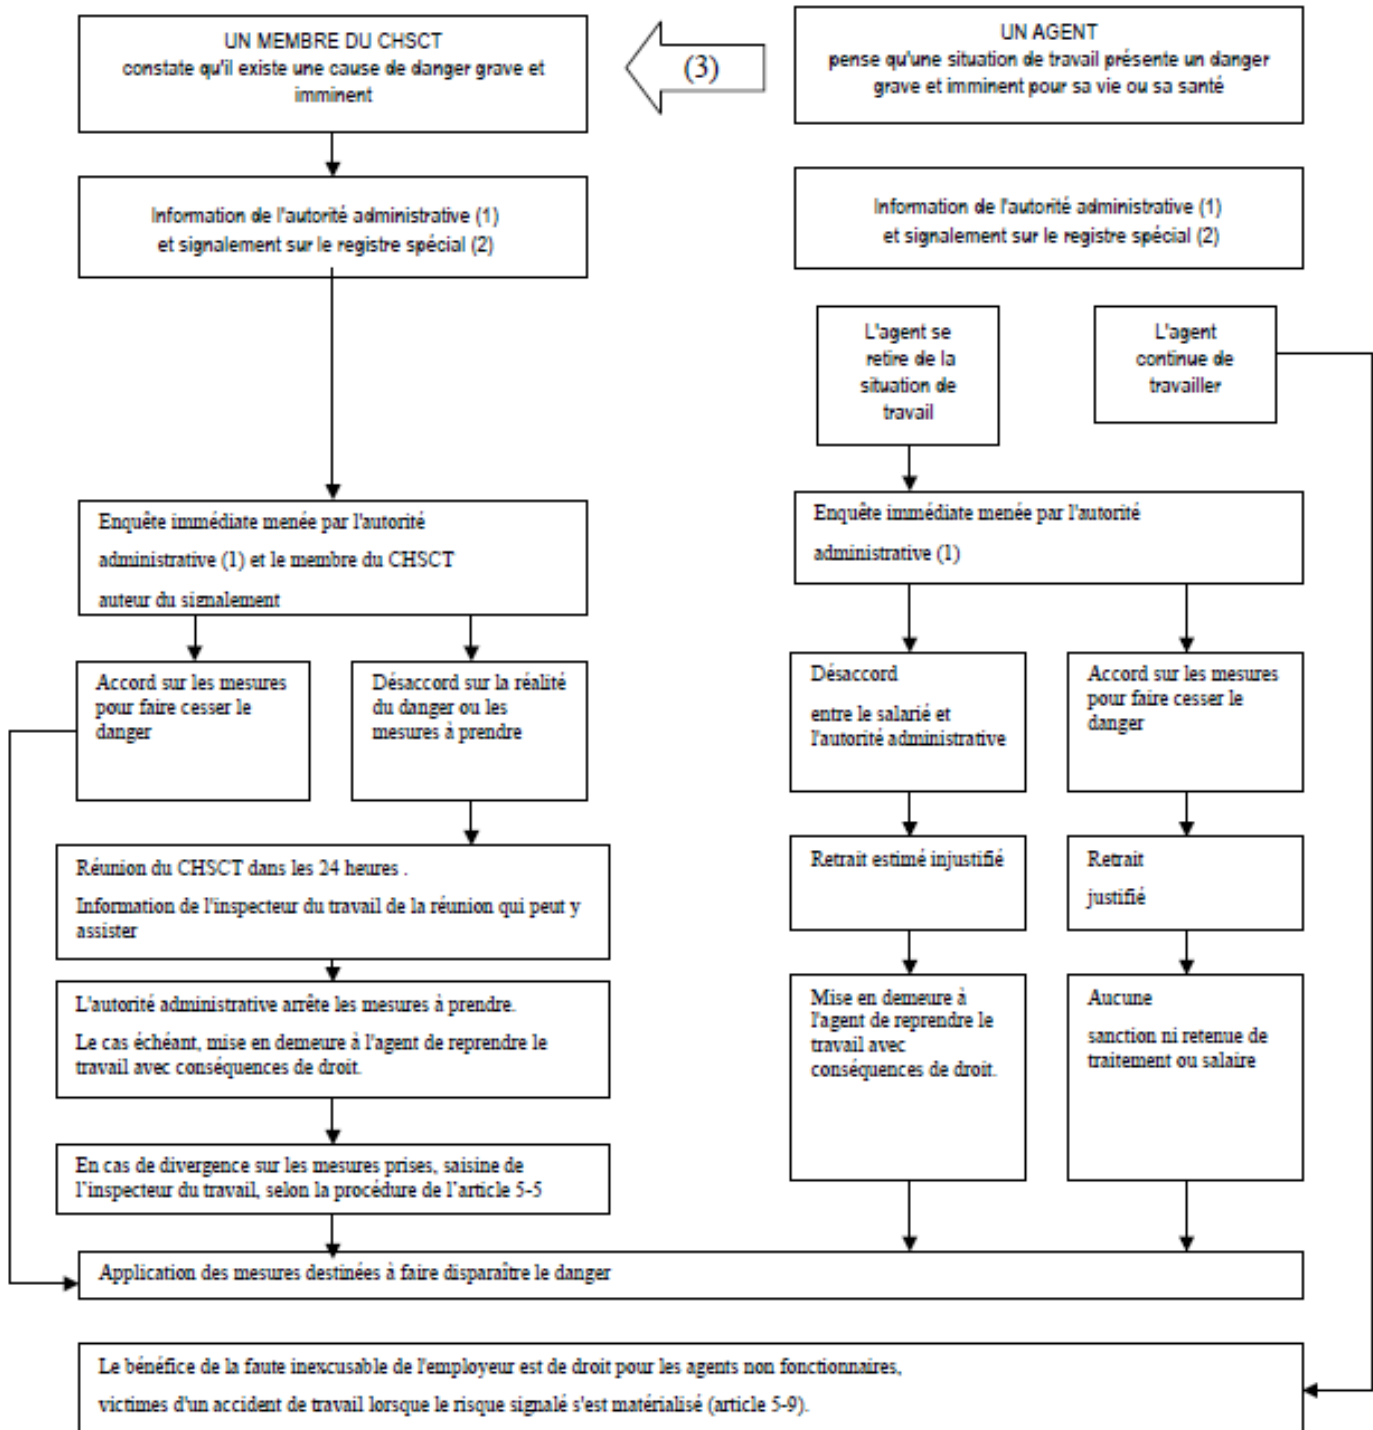 UN MEMBRE DU CHSCT
constate qu'il existe une cause de danger grave et
imminent
(3)
UN AGENT
pense qu'une situation de travail présente un danger
grave et imminent pour sa vie ou sa santé
Information de l'autorité administrative (1)
et signalement sur le registre spécial (2)
Information de l'autorité administrative (1)
et signalement sur le registre spécial (2)
L'agent se
retire de la
situation de
travail
L'agent
continue de
travailler
Enquête immédiate menée par l'autorité
administrative (1) et le membre du CHSCT
auteur du signalement
Enquête immédiate menée par l'autorité
administrative (1)
Accord sur les mesures
pour faire cesser le
danger
Désaccord sur la réalité
du danger ou les
mesures à prendre
Désaccord
entre le salarié et
l'autorité administrative
Accord sur les mesures
pour faire cesser le
danger
Réunion du CHSCT dans les 24 heures .
Information de l'inspecteur du travail de la réunion qui peut y
assister
Retrait estimé injustifié
Retrait
justifié
L'autorité administrative arrête les mesures à prendre.
Le cas échéant, mise en demeure à l'agent de reprendre le
travail avec conséquences de droit.
Mise en demeure à
l'agent de reprendre le
travail avec
conséquences de droit.
Aucune
sanction ni retenue de
traitement ou salaire
En cas de divergence sur les mesures prises, saisine de
l'inspecteur du travail, selon la procédure de l'article 5-5
Application des mesures destinées à faire disparaître le danger
Le bénéfice de la faute inexcusable de l'employeur est de droit pour les agents non fonctionnaires,
victimes d'un accident de travail lorsque le risque signalé s'est matérialisé (article 5-9).